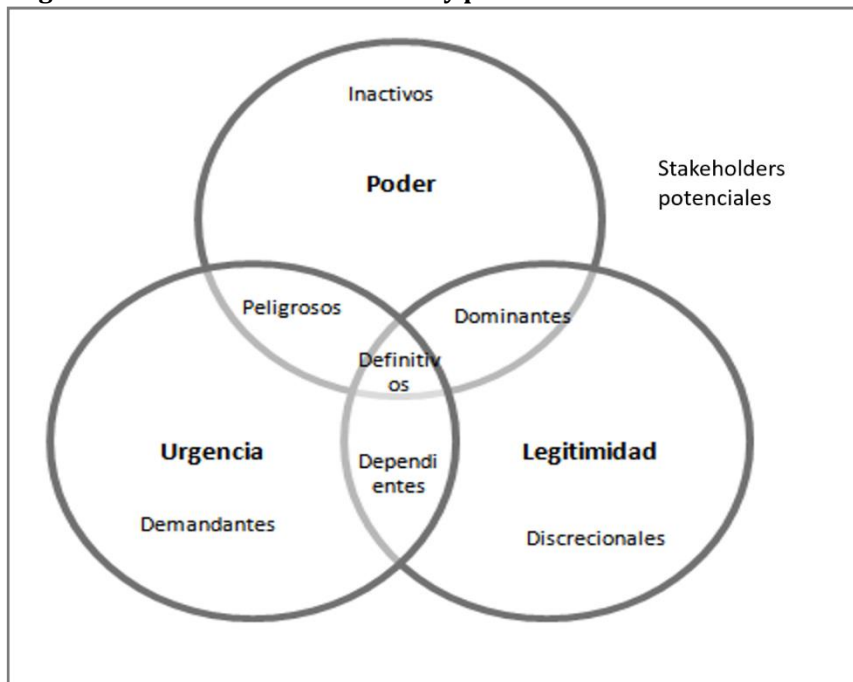 Inactivos
Poder
Stakeholders
potenciales
Peligrosos
Dominantes
Definitiv
os
Urgencia
Legitimidad
Dependi
entes
Demandantes
Discrecionales